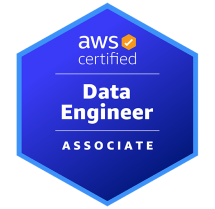 aws
certified
Data
Engineer
ASSOCIATE